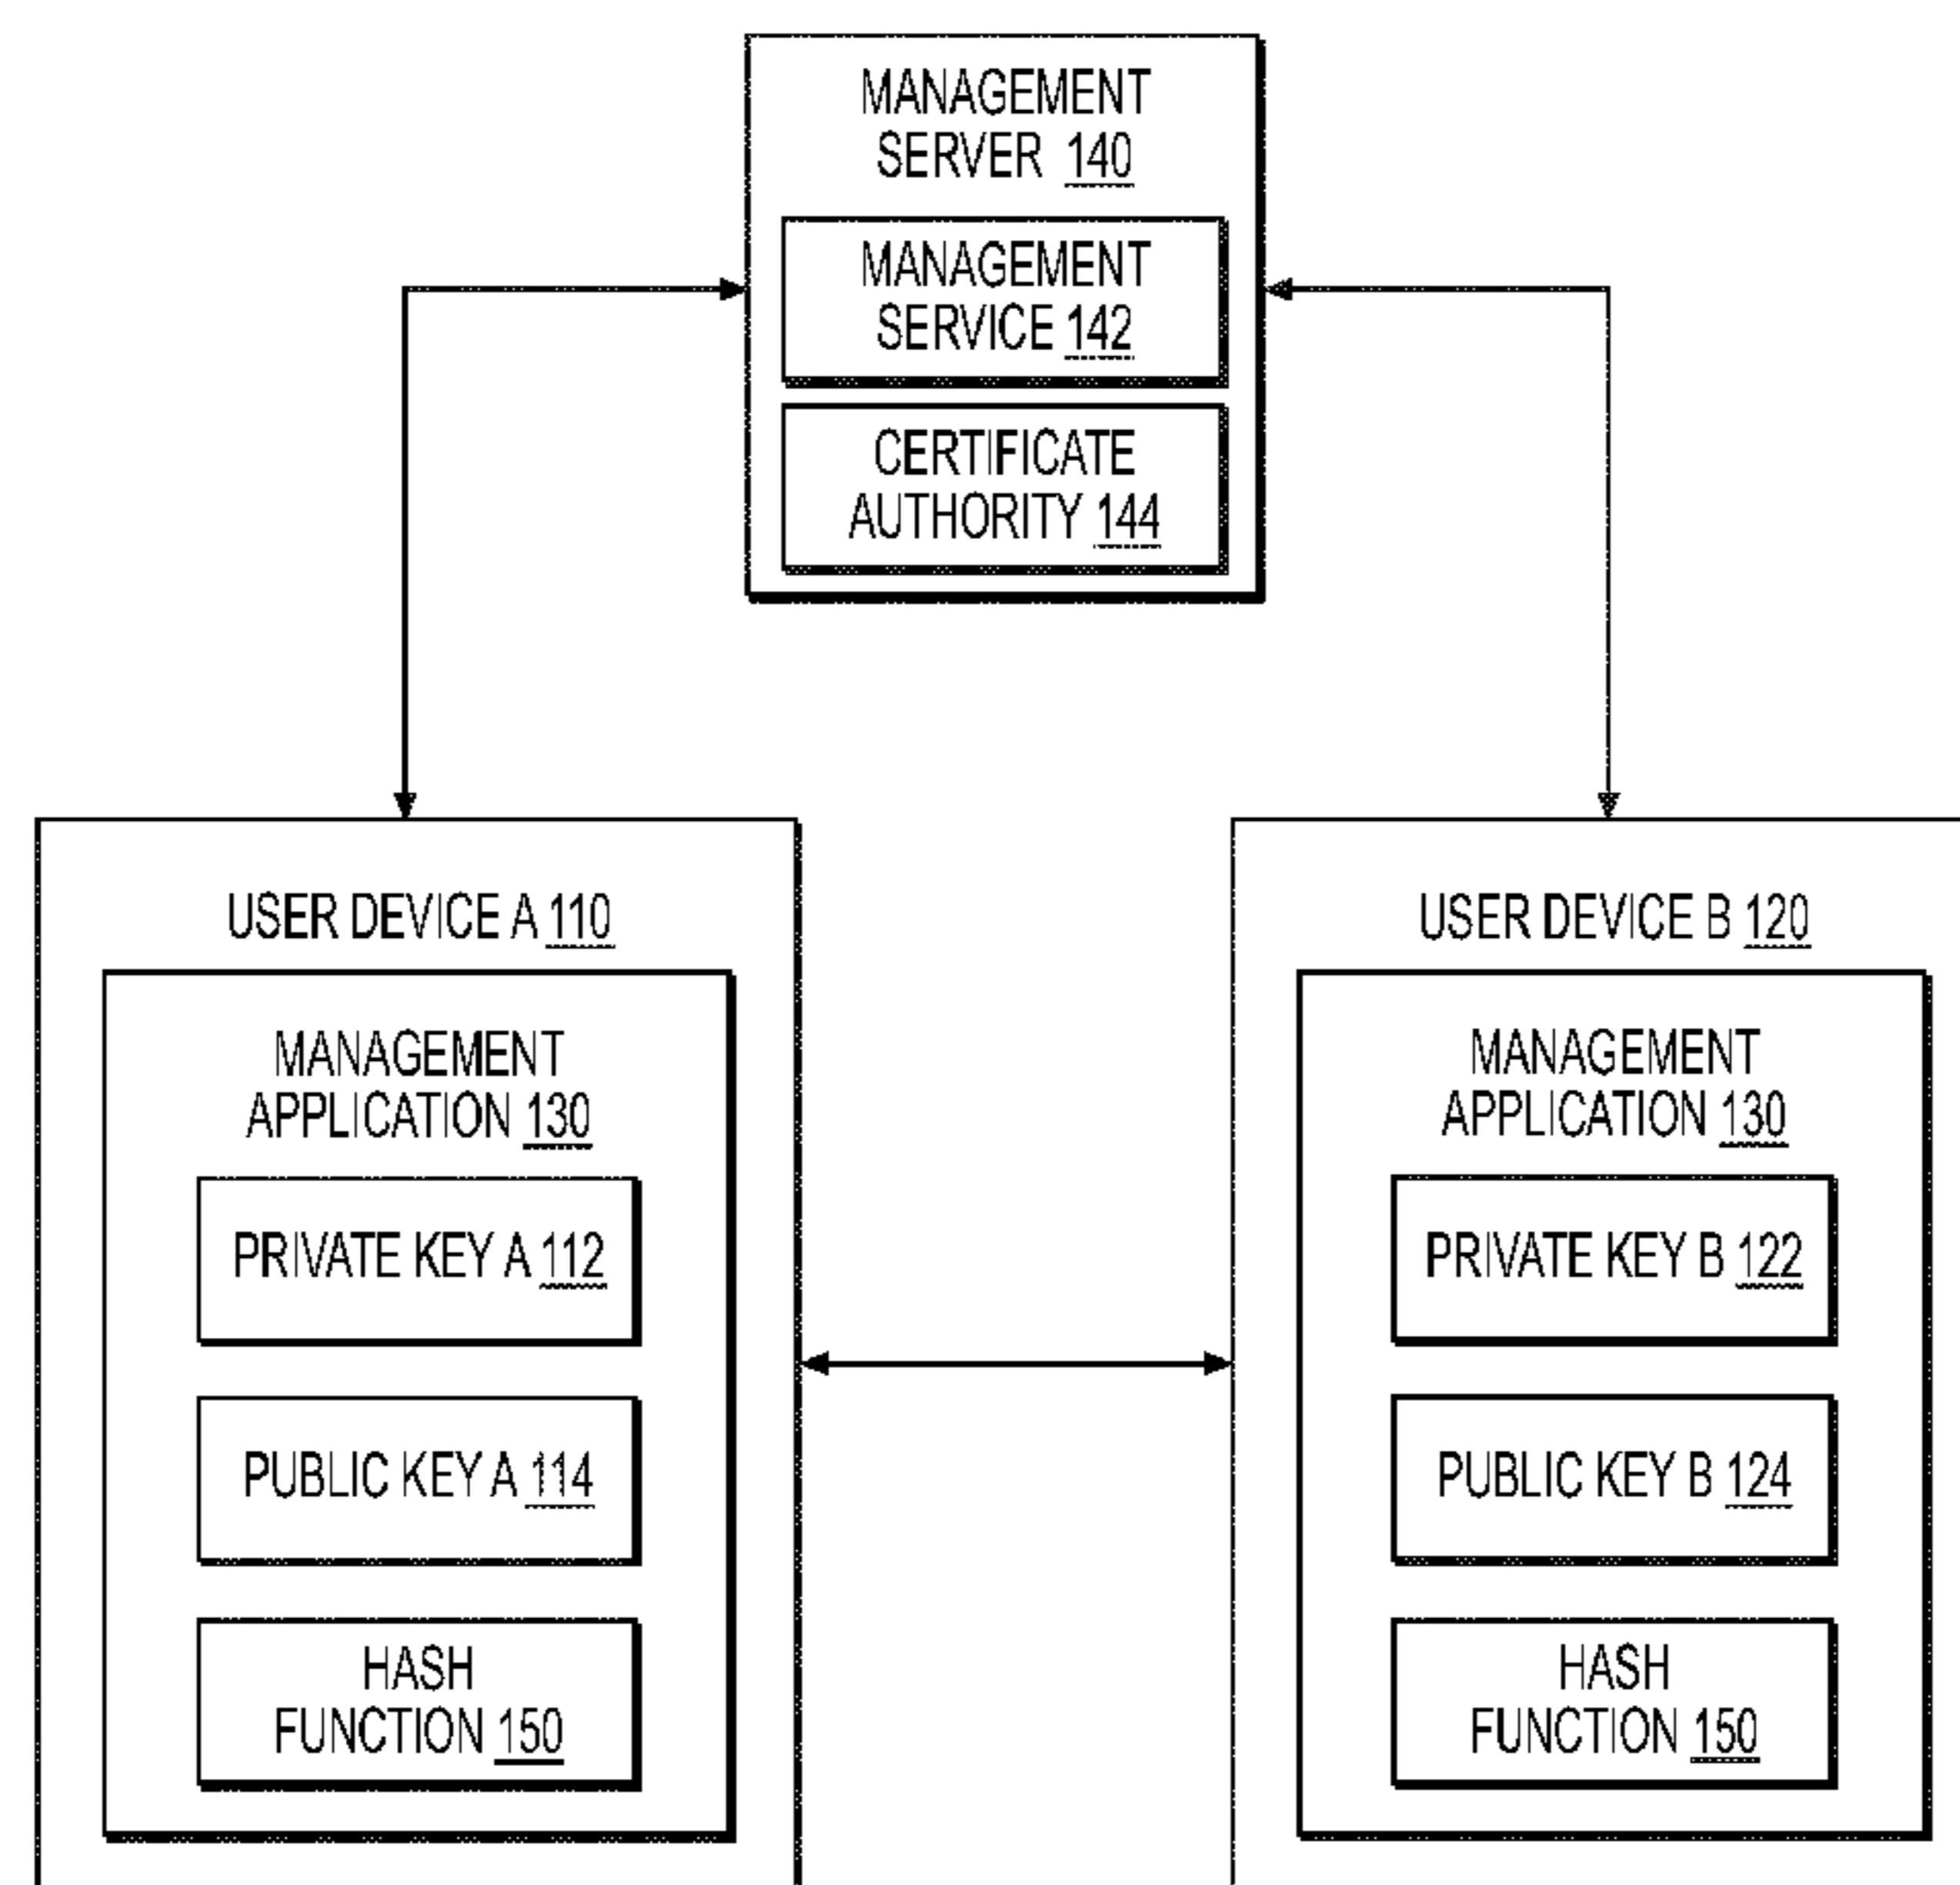 MANAGEMENT
SERVER 140
MANAGEMENT
SERVICE 142
CERTIFICATE
AUTHORITY 144
USER DEVICE A 110
MANAGEMENT
APPLICATION 130
PRIVATE KEY A 112
PUBLIC KEY A 114
HASH
FUNCTION 150
USER DEVICE B 120
MANAGEMENT
APPLICATION 130
PRIVATE KEY B 122
PUBLIC KEY B 124
HASH
FUNCTION 150